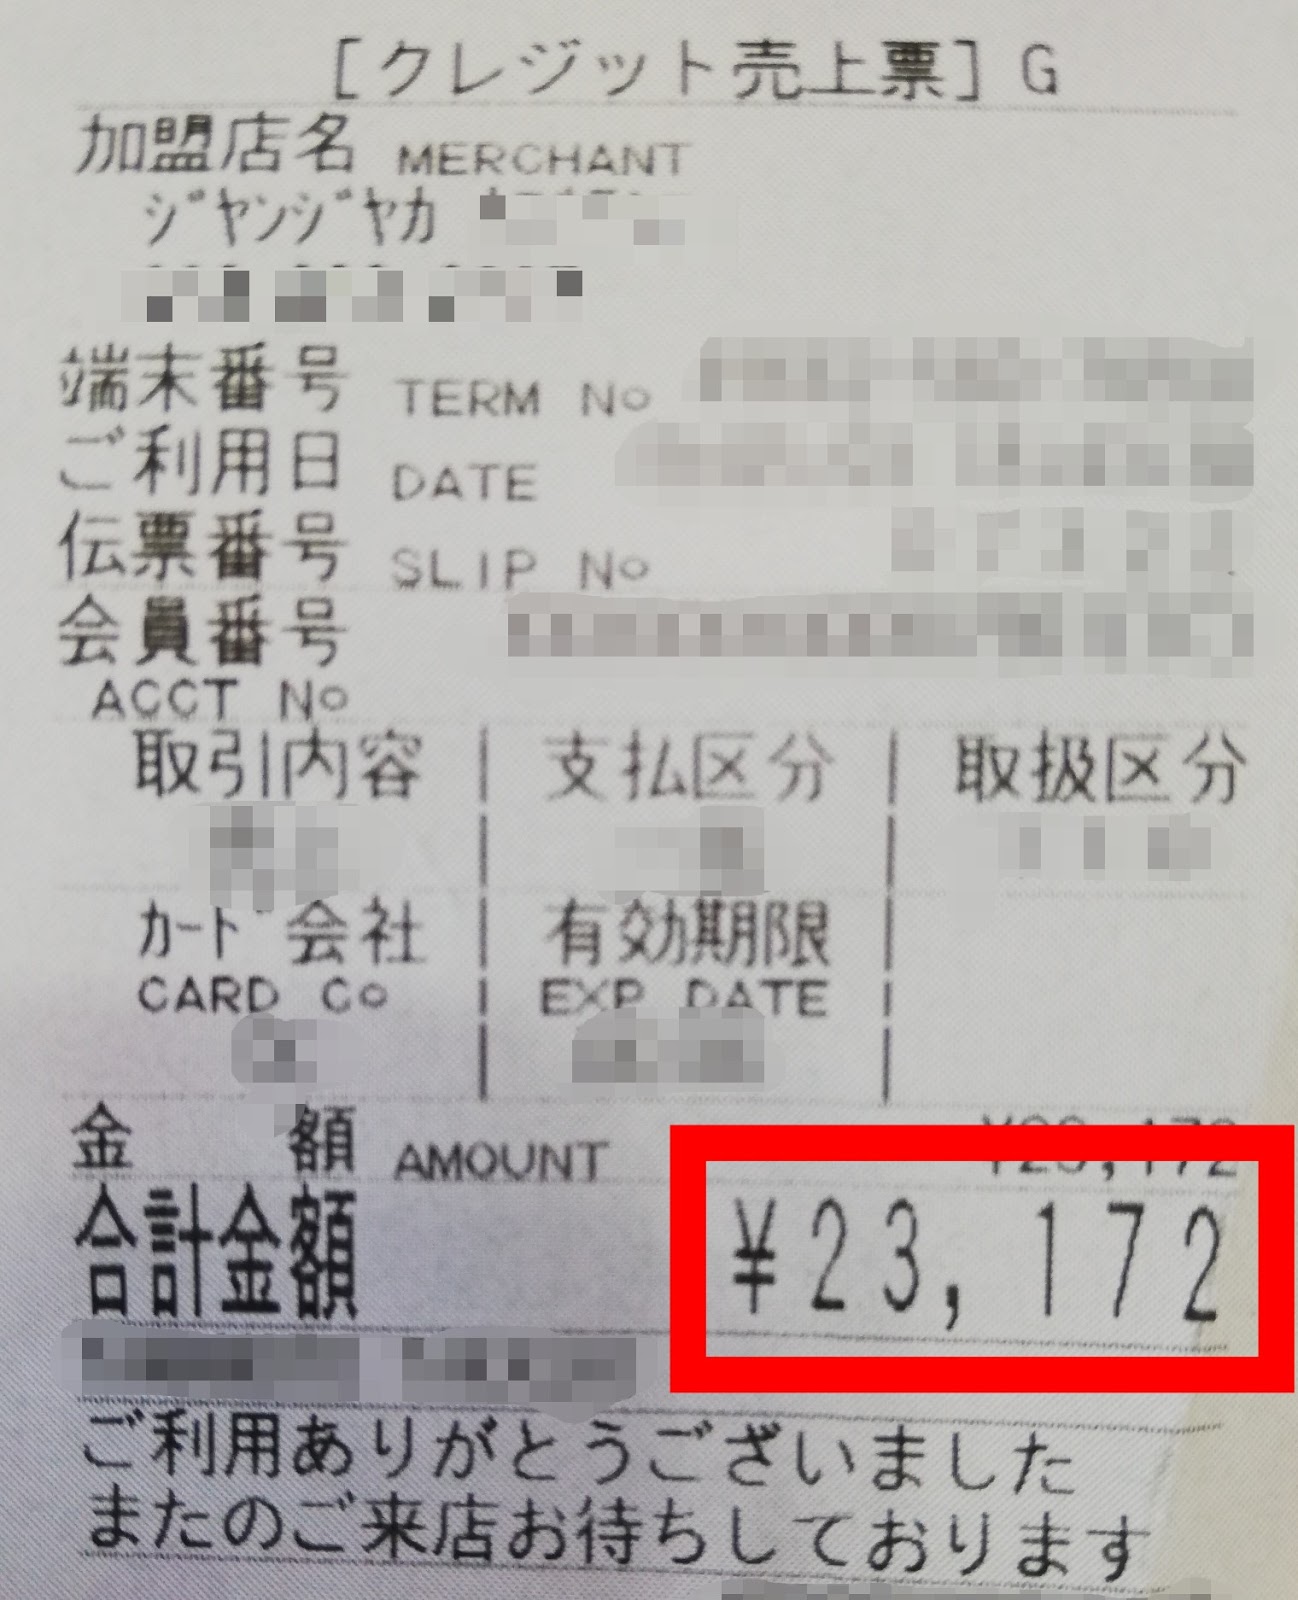 [クレジット売上票] G
加盟店名 MERCHANT
ジヤンジヤカ
端末番号 TERM No
ご利用日 DATE
伝票番号 SLIP No
会員番号
ACCT No
取引内容 | 支払区分 | 取扱区分
カード会社 | 有効期限
CARD Co | EXP DATE
金 額 AMOUNT ¥23,172
合計金額 ¥23,172
ご利用ありがとうございました
またのご来店お待ちしております